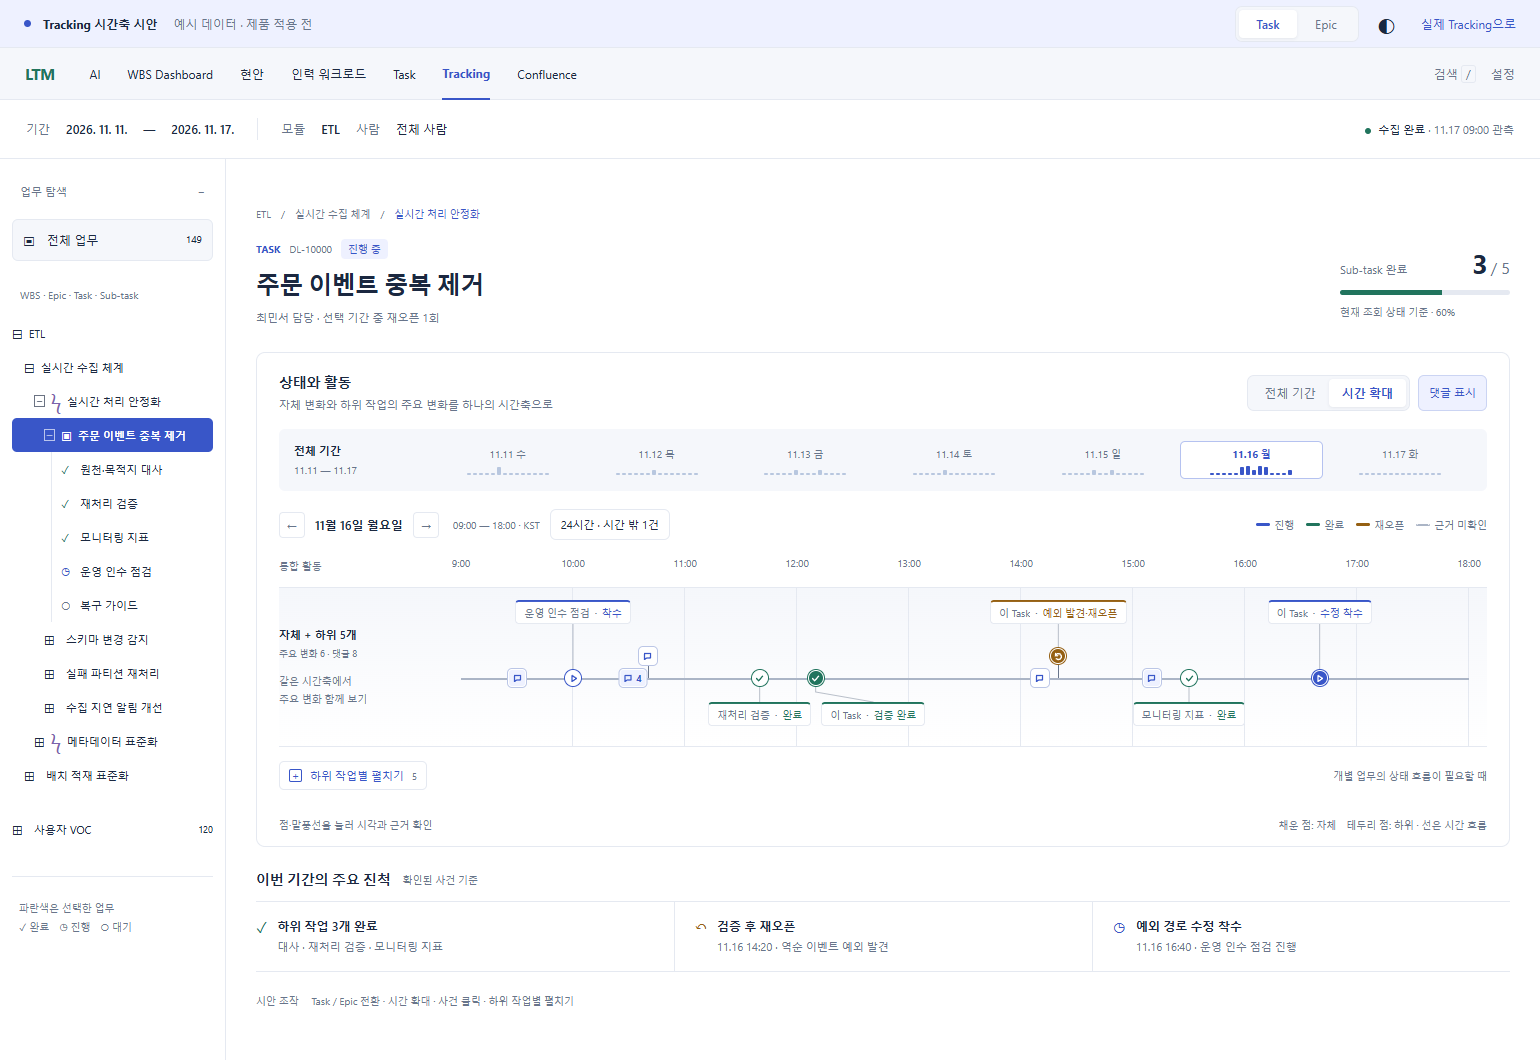 Tracking 시간축 시안 예시 데이터 · 제품 적용 전 Task Epic 실제 Tracking으로
LTM AI WBS Dashboard 현안 인력 워크로드 Task Tracking Confluence 검색 / 설정
기간 2026. 11. 11. — 2026. 11. 17. 모듈 ETL 사람 전체 사람 수집 완료 · 11.17 09:00 관측
업무 탐색 −
전체 업무 149
WBS · Epic · Task · Sub-task
ETL
실시간 수집 체계
실시간 처리 안정화
주문 이벤트 중복 제거
원천·목적지 대사
재처리 검증
모니터링 지표
운영 인수 점검
복구 가이드
스키마 변경 감지
실패 파티션 재처리
수집 지연 알림 개선
메타데이터 표준화
배치 적재 표준화
사용자 VOC 120
파란색은 선택한 업무
✓ 완료 진행 대기
ETL / 실시간 수집 체계 / 실시간 처리 안정화
TASK DL-10000 진행 중
주문 이벤트 중복 제거
최민서 담당 · 선택 기간 중 재오픈 1회
Sub-task 완료 3 / 5
현재 조회 상태 기준 · 60%
상태와 활동
자체 변화와 하위 작업의 주요 변화를 하나의 시간축으로
전체 기간 시간 확대 댓글 표시
전체 기간
11.11 — 11.17
11.11 수 11.12 목 11.13 금 11.14 토 11.15 일 11.16 월 11.17 화
← 11월 16일 월요일 → 09:00 — 18:00 · KST 24시간 · 시간 밖 1건 진행 완료 재오픈 근거 미확인
통합 활동 9:00 10:00 11:00 12:00 13:00 14:00 15:00 16:00 17:00 18:00
운영 인수 점검 · 착수 이 Task · 예외 발견·재오픈 이 Task · 수정 착수
자체 + 하위 5개
주요 변화 6 · 댓글 8
같은 시간축에서
주요 변화 함께 보기
4
재처리 검증 · 완료 이 Task · 검증 완료 모니터링 지표 · 완료
하위 작업별 펼치기 5 개별 업무의 상태 흐름이 필요할 때
점·말풍선을 눌러 시각과 근거 확인 채운 점: 자체 테두리 점: 하위 · 선은 시간 흐름
이번 기간의 주요 진척 확인된 사건 기준
하위 작업 3개 완료
대사 · 재처리 검증 · 모니터링 지표
검증 후 재오픈
11.16 14:20 · 역순 이벤트 예외 발견
예외 경로 수정 착수
11.16 16:40 · 운영 인수 점검 진행
시안 조작 Task / Epic 전환 · 시간 확대 · 사건 클릭 · 하위 작업별 펼치기